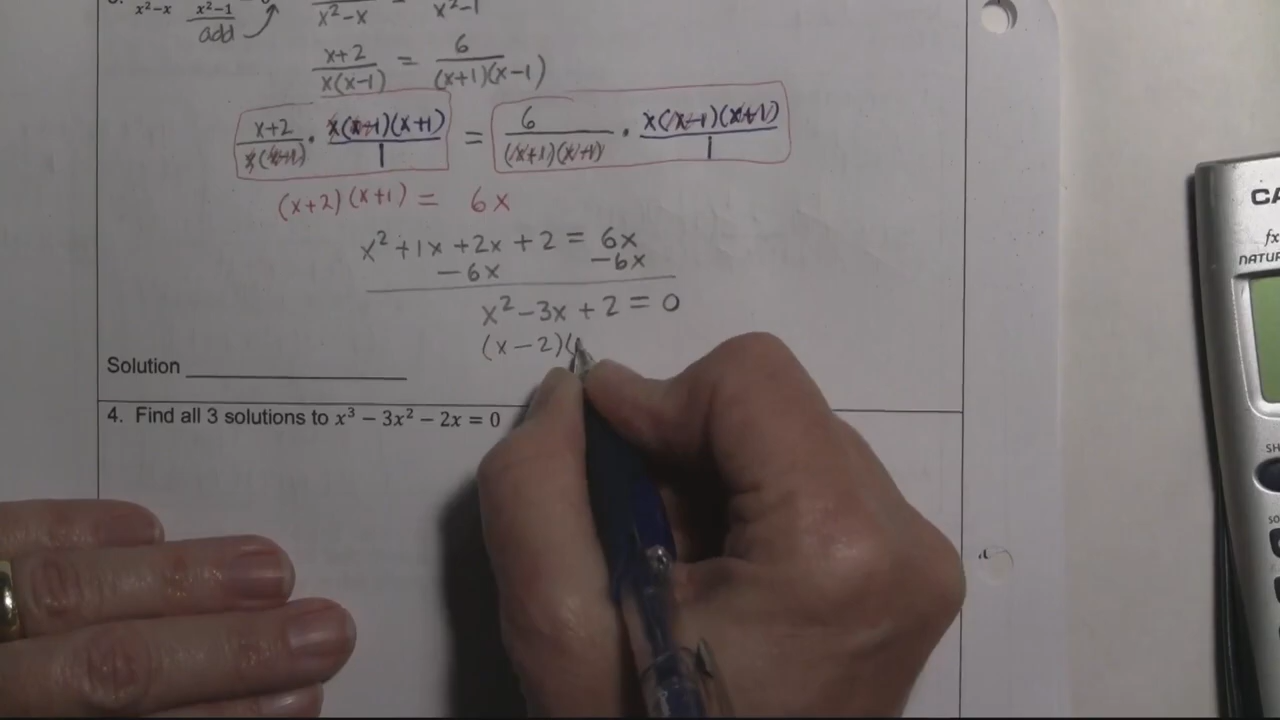 x²−x x²−1
add x²−x x²−1
x+2 / x(x−1) = 6 / (x+1)(x−1)
x+2 / x(x−1) · x(x−1)(x+1) / 1 = 6 / (x+1)(x−1) · x(x−1)(x+1) / 1
(x+2)(x+1) = 6x
x² + 1x + 2x + 2 = 6x
−6x −6x
x² − 3x + 2 = 0
(x − 2)(
Solution
4. Find all 3 solutions to x³ − 3x² − 2x = 0
CA
fx
NATUR
SH